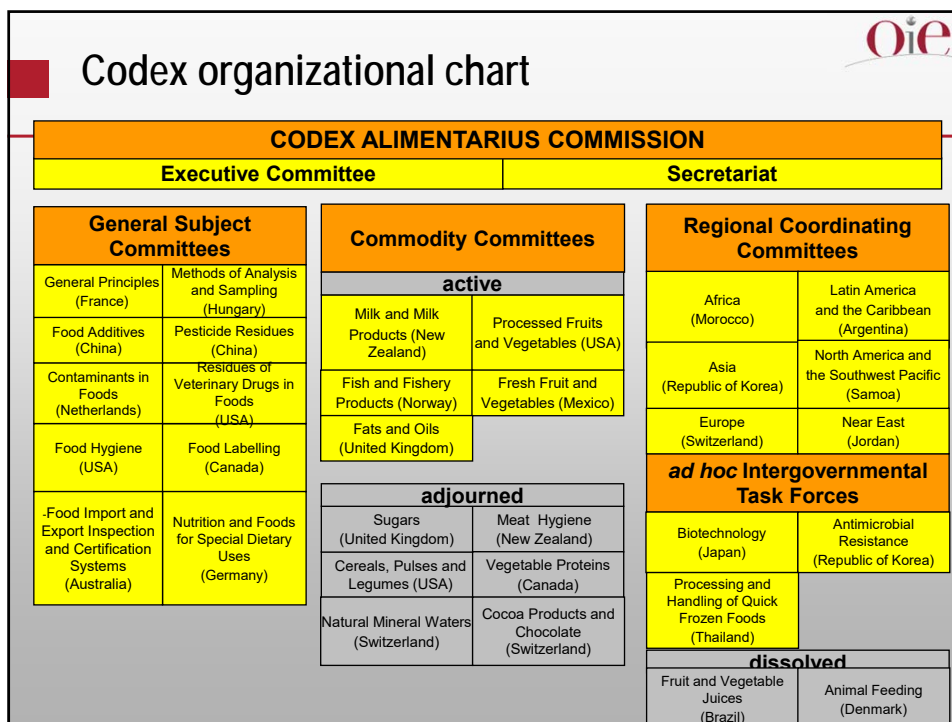 oie
Codex organizational chart
CODEX ALIMENTARIUS COMMISSION
Executive Committee
Secretariat
General Subject
Committees
General Principles
(France)
Methods of Analysis
and Sampling
(Hungary)
Food Additives
(China)
Pesticide Residues
(China)
Contaminants in
Foods
(Netherlands)
Residues of
Veterinary Drugs in
Foods
(USA)
Food Hygiene
(USA)
Food Labelling
(Canada)
-Food Import and
Export Inspection
and Certification
Systems
(Australia)
Nutrition and Foods
for Special Dietary
Uses
(Germany)
Commodity Committees
active
Milk and Milk
Products (New
Zealand)
Processed Fruits
and Vegetables (USA)
Fish and Fishery
Products (Norway)
Fresh Fruit and
Vegetables (Mexico)
Fats and Oils
(United Kingdom)
adjourned
Sugars
(United Kingdom)
Meat Hygiene
(New Zealand)
Cereals, Pulses and
Legumes (USA)
Vegetable Proteins
(Canada)
Natural Mineral Waters
(Switzerland)
Cocoa Products and
Chocolate
(Switzerland)
Regional Coordinating
Committees
Africa
(Morocco)
Latin America
and the Caribbean
(Argentina)
Asia
(Republic of Korea)
North America and
the Southwest Pacific
(Samoa)
Europe
(Switzerland)
Near East
(Jordan)
ad hoc Intergovernmental
Task Forces
Biotechnology
(Japan)
Antimicrobial
Resistance
(Republic of Korea)
Processing and
Handling of Quick
Frozen Foods
(Thailand)
dissolved
Fruit and Vegetable
Juices
(Brazil)
Animal Feeding
(Denmark)